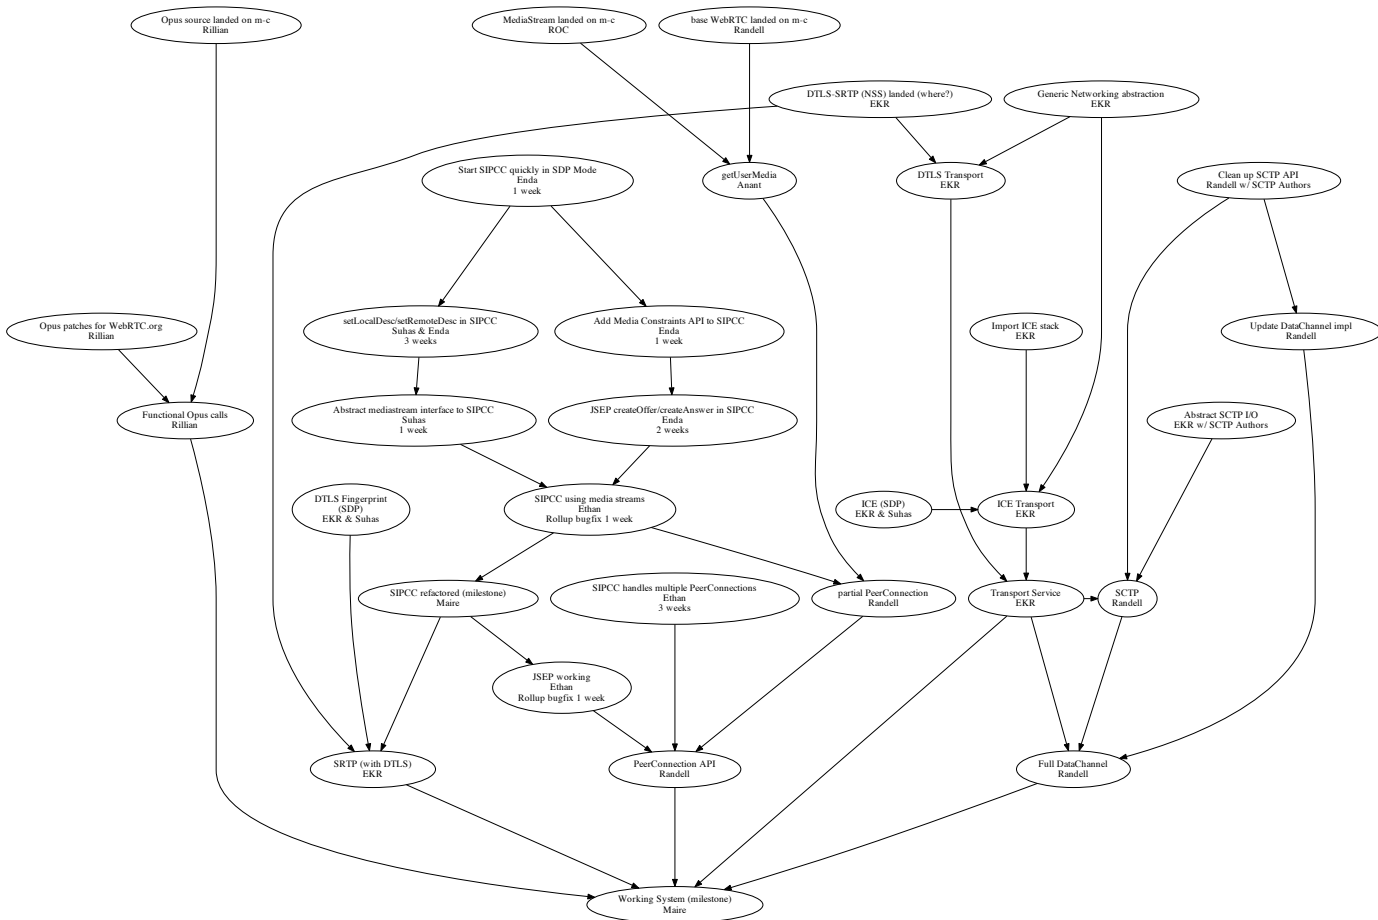 Opus source landed on m-c
Rillian
MediaStream landed on m-c
ROC
base WebRTC landed on m-c
Randell
DTLS-SRTP (NSS) landed (where?)
EKR
Generic Networking abstraction
EKR
Start SIPCC quickly in SDP Mode
Enda
1 week
getUserMedia
Anant
DTLS Transport
EKR
Clean up SCTP API
Randell w/ SCTP Authors
Opus patches for WebRTC.org
Rillian
setLocalDesc/setRemoteDesc in SIPCC
Suhas & Enda
3 weeks
Add Media Constraints API to SIPCC
Enda
1 week
Import ICE stack
EKR
Update DataChannel impl
Randell
Functional Opus calls
Rillian
Abstract mediastream interface to SIPCC
Suhas
1 week
JSEP createOffer/createAnswer in SIPCC
Enda
2 weeks
Abstract SCTP I/O
EKR w/ SCTP Authors
DTLS Fingerprint
(SDP)
EKR & Suhas
SIPCC using media streams
Ethan
Rollup bugfix 1 week
ICE (SDP)
EKR & Suhas
ICE Transport
EKR
SIPCC refactored (milestone)
Maire
SIPCC handles multiple PeerConnections
Ethan
3 weeks
partial PeerConnection
Randell
Transport Service
EKR
SCTP
Randell
JSEP working
Ethan
Rollup bugfix 1 week
SRTP (with DTLS)
EKR
PeerConnection API
Randell
Full DataChannel
Randell
Working System (milestone)
Maire